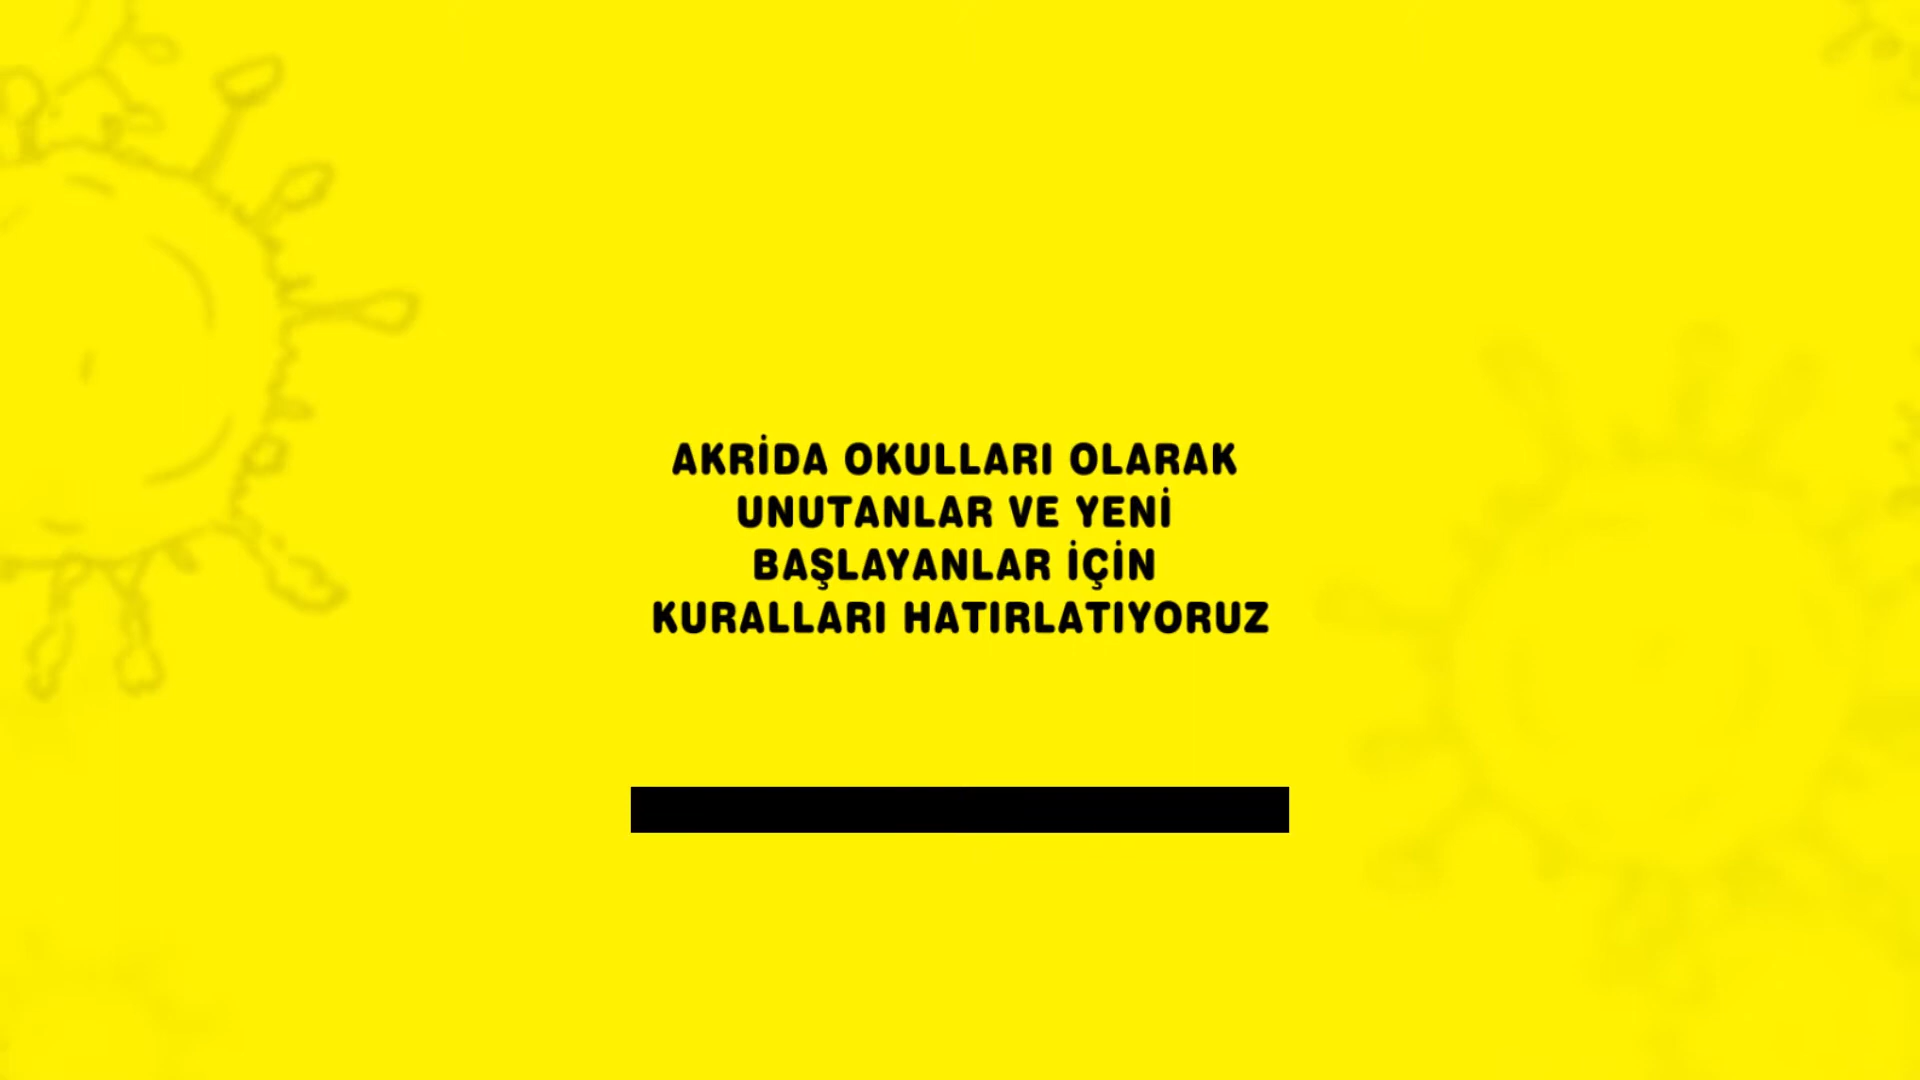 AKRİDA OKULLARI OLARAK
UNUTANLAR VE YENİ
BAŞLAYANLAR İÇİN
KURALLARI HATIRLATIYORUZ